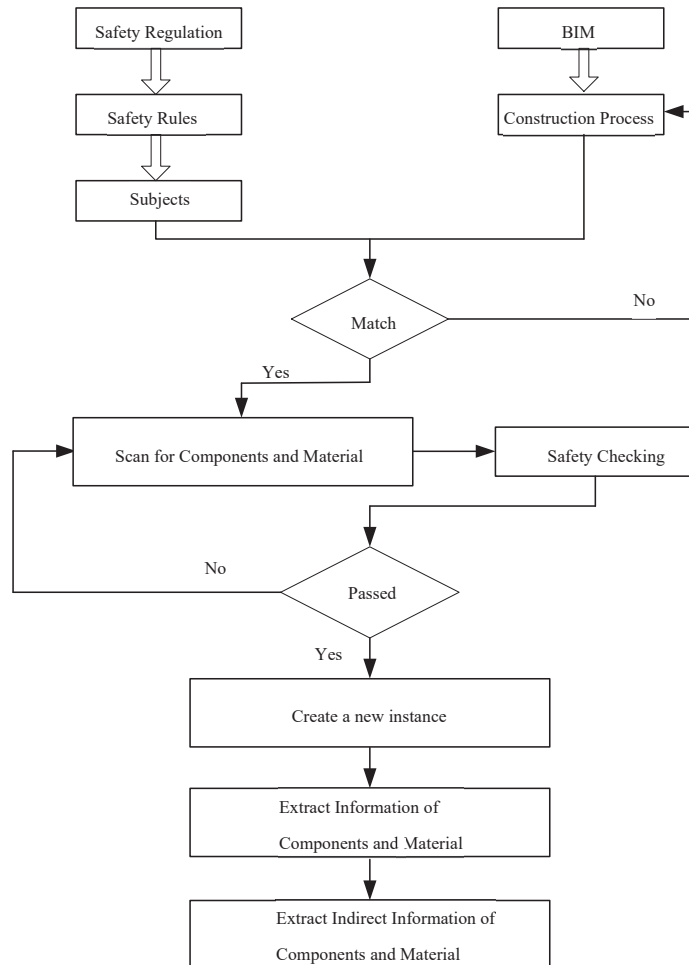 Safety Regulation
BIM
Safety Rules
Construction Process
Subjects
Match
No
Yes
Scan for Components and Material
Safety Checking
No
Passed
Yes
Create a new instance
Extract Information of
Components and Material
Extract Indirect Information of
Components and Material